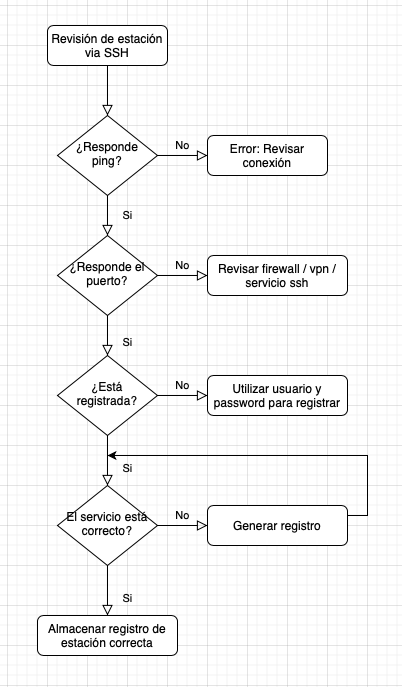 Revisión de estación
via SSH
¿Responde
ping?
No
Error: Revisar
conexión
Si
¿Responde el
puerto?
No
Revisar firewall / vpn /
servicio ssh
Si
¿Está
registrada?
No
Utilizar usuario y
password para registrar
Si
El servicio está
correcto?
No
Generar registro
Si
Almacenar registro de
estación correcta